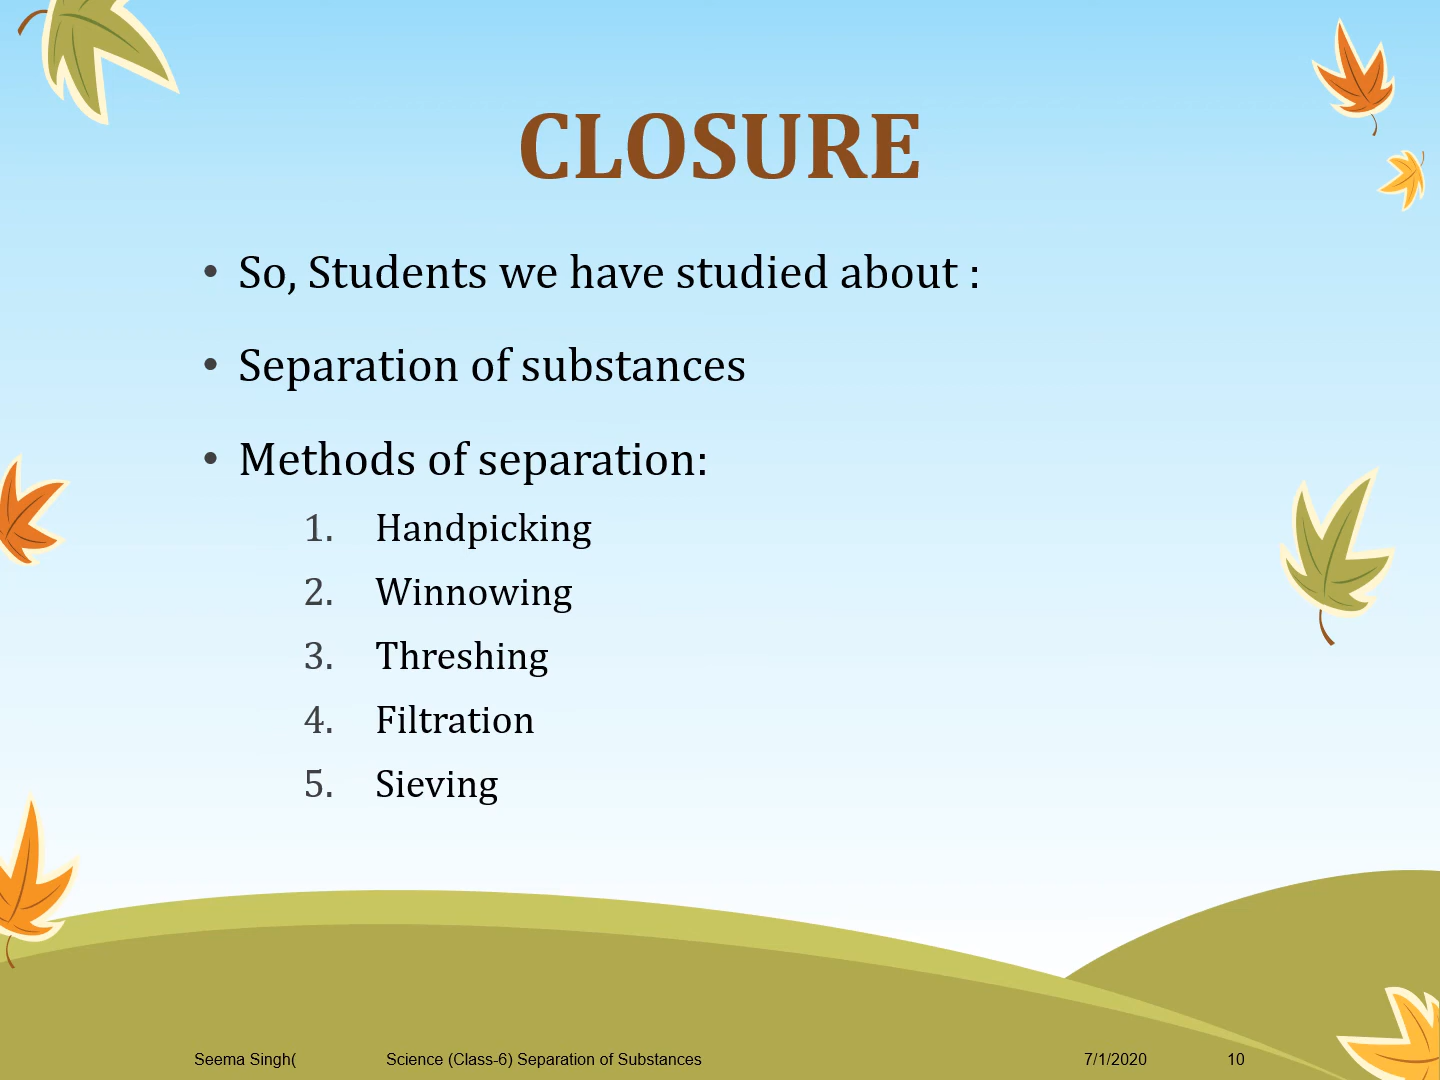 CLOSURE
• So, Students we have studied about :
• Separation of substances
• Methods of separation:
1. Handpicking
2. Winnowing
3. Threshing
4. Filtration
5. Sieving
Seema Singh( Science (Class-6) Separation of Substances 7/1/2020 10